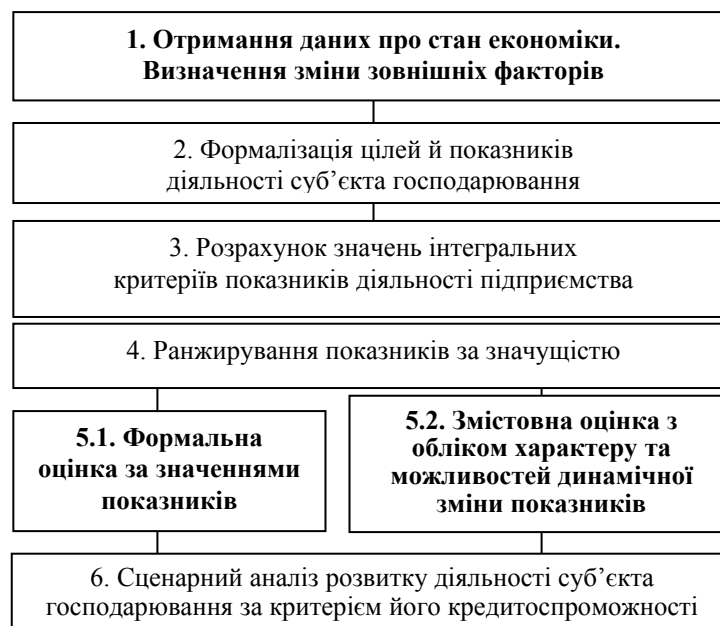 1. Отримання даних про стан економіки.
Визначення зміни зовнішніх факторів
2. Формалізація цілей й показників
діяльності суб’єкта господарювання
3. Розрахунок значень інтегральних
критеріїв показників діяльності підприємства
4. Ранжирування показників за значущістю
5.1. Формальна
оцінка за значеннями
показників
5.2. Змістовна оцінка з
обліком характеру та
можливостей динамічної
зміни показників
6. Сценарний аналіз розвитку діяльності суб’єкта
господарювання за критерієм його кредитоспроможності